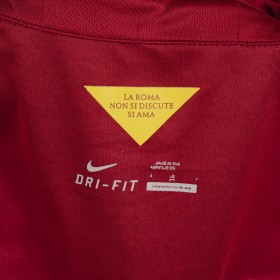 LA ROMA
NON SI DISCUTE
SI AMA
DRI-FIT